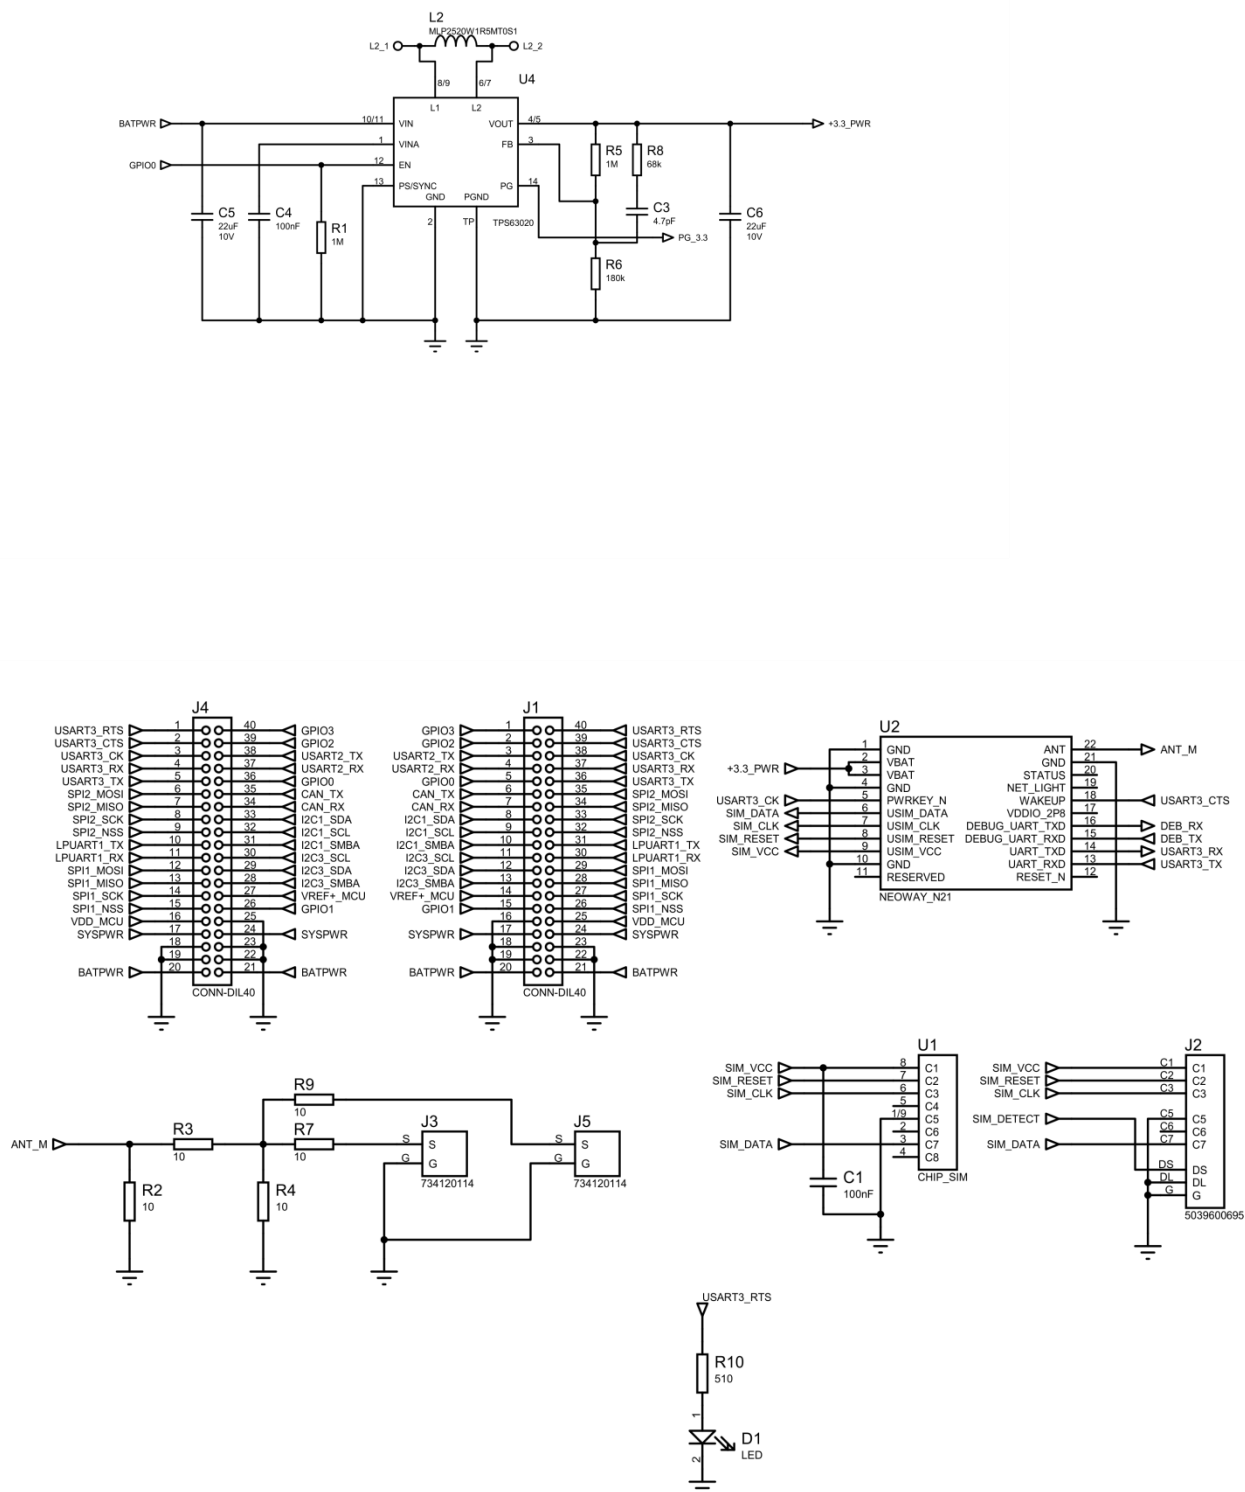 L2
MLP2520W1R5MT0S1
L2_1
L2_2
8/9
6/7
U4
L1
L2
BATPWR
10/11
VIN
VOUT
4/5
+3.3_PWR
1
VINA
FB
3
R5
1M
R8
68k
GPIO0
12
EN
13
PS/SYNC
PG
14
GND
PGND
2
TP
TPS63020
C5
22uF
10V
C4
100nF
R1
1M
C3
4.7pF
C6
22uF
10V
PG_3.3
R6
180k
J4
USART3_RTS 1 40 GPIO3
USART3_CTS 2 39 GPIO2
USART3_CK 3 38 USART2_TX
USART3_RX 4 37 USART2_RX
USART3_TX 5 36 GPIO0
SPI2_MOSI 6 35 CAN_TX
SPI2_MISO 7 34 CAN_RX
SPI2_SCK 8 33 I2C1_SDA
SPI2_NSS 9 32 I2C1_SCL
LPUART1_TX 10 31 I2C1_SMBA
LPUART1_RX 11 30 I2C3_SCL
SPI1_MOSI 12 29 I2C3_SDA
SPI1_MISO 13 28 I2C3_SMBA
SPI1_SCK 14 27 VREF+_MCU
SPI1_NSS 15 26 GPIO1
VDD_MCU 16 25
SYSPWR 17 24 SYSPWR
18 23
19 22
BATPWR 20 21 BATPWR
CONN-DIL40
J1
GPIO3 1 40 USART3_RTS
GPIO2 2 39 USART3_CTS
USART2_TX 3 38 USART3_CK
USART2_RX 4 37 USART3_RX
GPIO0 5 36 USART3_TX
CAN_TX 6 35 SPI2_MOSI
CAN_RX 7 34 SPI2_MISO
I2C1_SDA 8 33 SPI2_SCK
I2C1_SCL 9 32 SPI2_NSS
I2C1_SMBA 10 31 LPUART1_TX
I2C3_SCL 11 30 LPUART1_RX
I2C3_SDA 12 29 SPI1_MOSI
I2C3_SMBA 13 28 SPI1_MISO
VREF+_MCU 14 27 SPI1_SCK
GPIO1 15 26 SPI1_NSS
16 25 VDD_MCU
SYSPWR 17 24 SYSPWR
18 23
19 22
BATPWR 20 21 BATPWR
CONN-DIL40
U2
1 GND ANT 22 ANT_M
2 VBAT GND 21
+3.3_PWR
3 VBAT STATUS 20
4 GND NET_LIGHT 19
USART3_CK 5 PWRKEY_N WAKEUP 18 USART3_CTS
SIM_DATA 6 USIM_DATA VDDIO_2P8 17
SIM_CLK 7 USIM_CLK DEBUG_UART_TXD 16 DEB_RX
SIM_RESET 8 USIM_RESET DEBUG_UART_RXD 15 DEB_TX
SIM_VCC 9 USIM_VCC UART_TXD 14 USART3_RX
10 GND UART_RXD 13 USART3_TX
11 RESERVED RESET_N 12
NEOWAY_N21
ANT_M
R3
10
R9
10
R7
10
R2
10
R4
10
J3
S S
G G
734120114
J5
S S
G G
734120114
U1
SIM_VCC 8 C1
SIM_RESET 7 C2
SIM_CLK 6 C3
5 C4
1/9 C5
2 C6
SIM_DATA 3 C7
4 C8
CHIP_SIM
C1
100nF
J2
SIM_VCC C1 C1
SIM_RESET C2 C2
SIM_CLK C3 C3
SIM_DETECT C5 C5
C6 C6
SIM_DATA C7 C7
DS DS
DL DL
G G
5039600695
USART3_RTS
R10
510
1
D1
LED
2